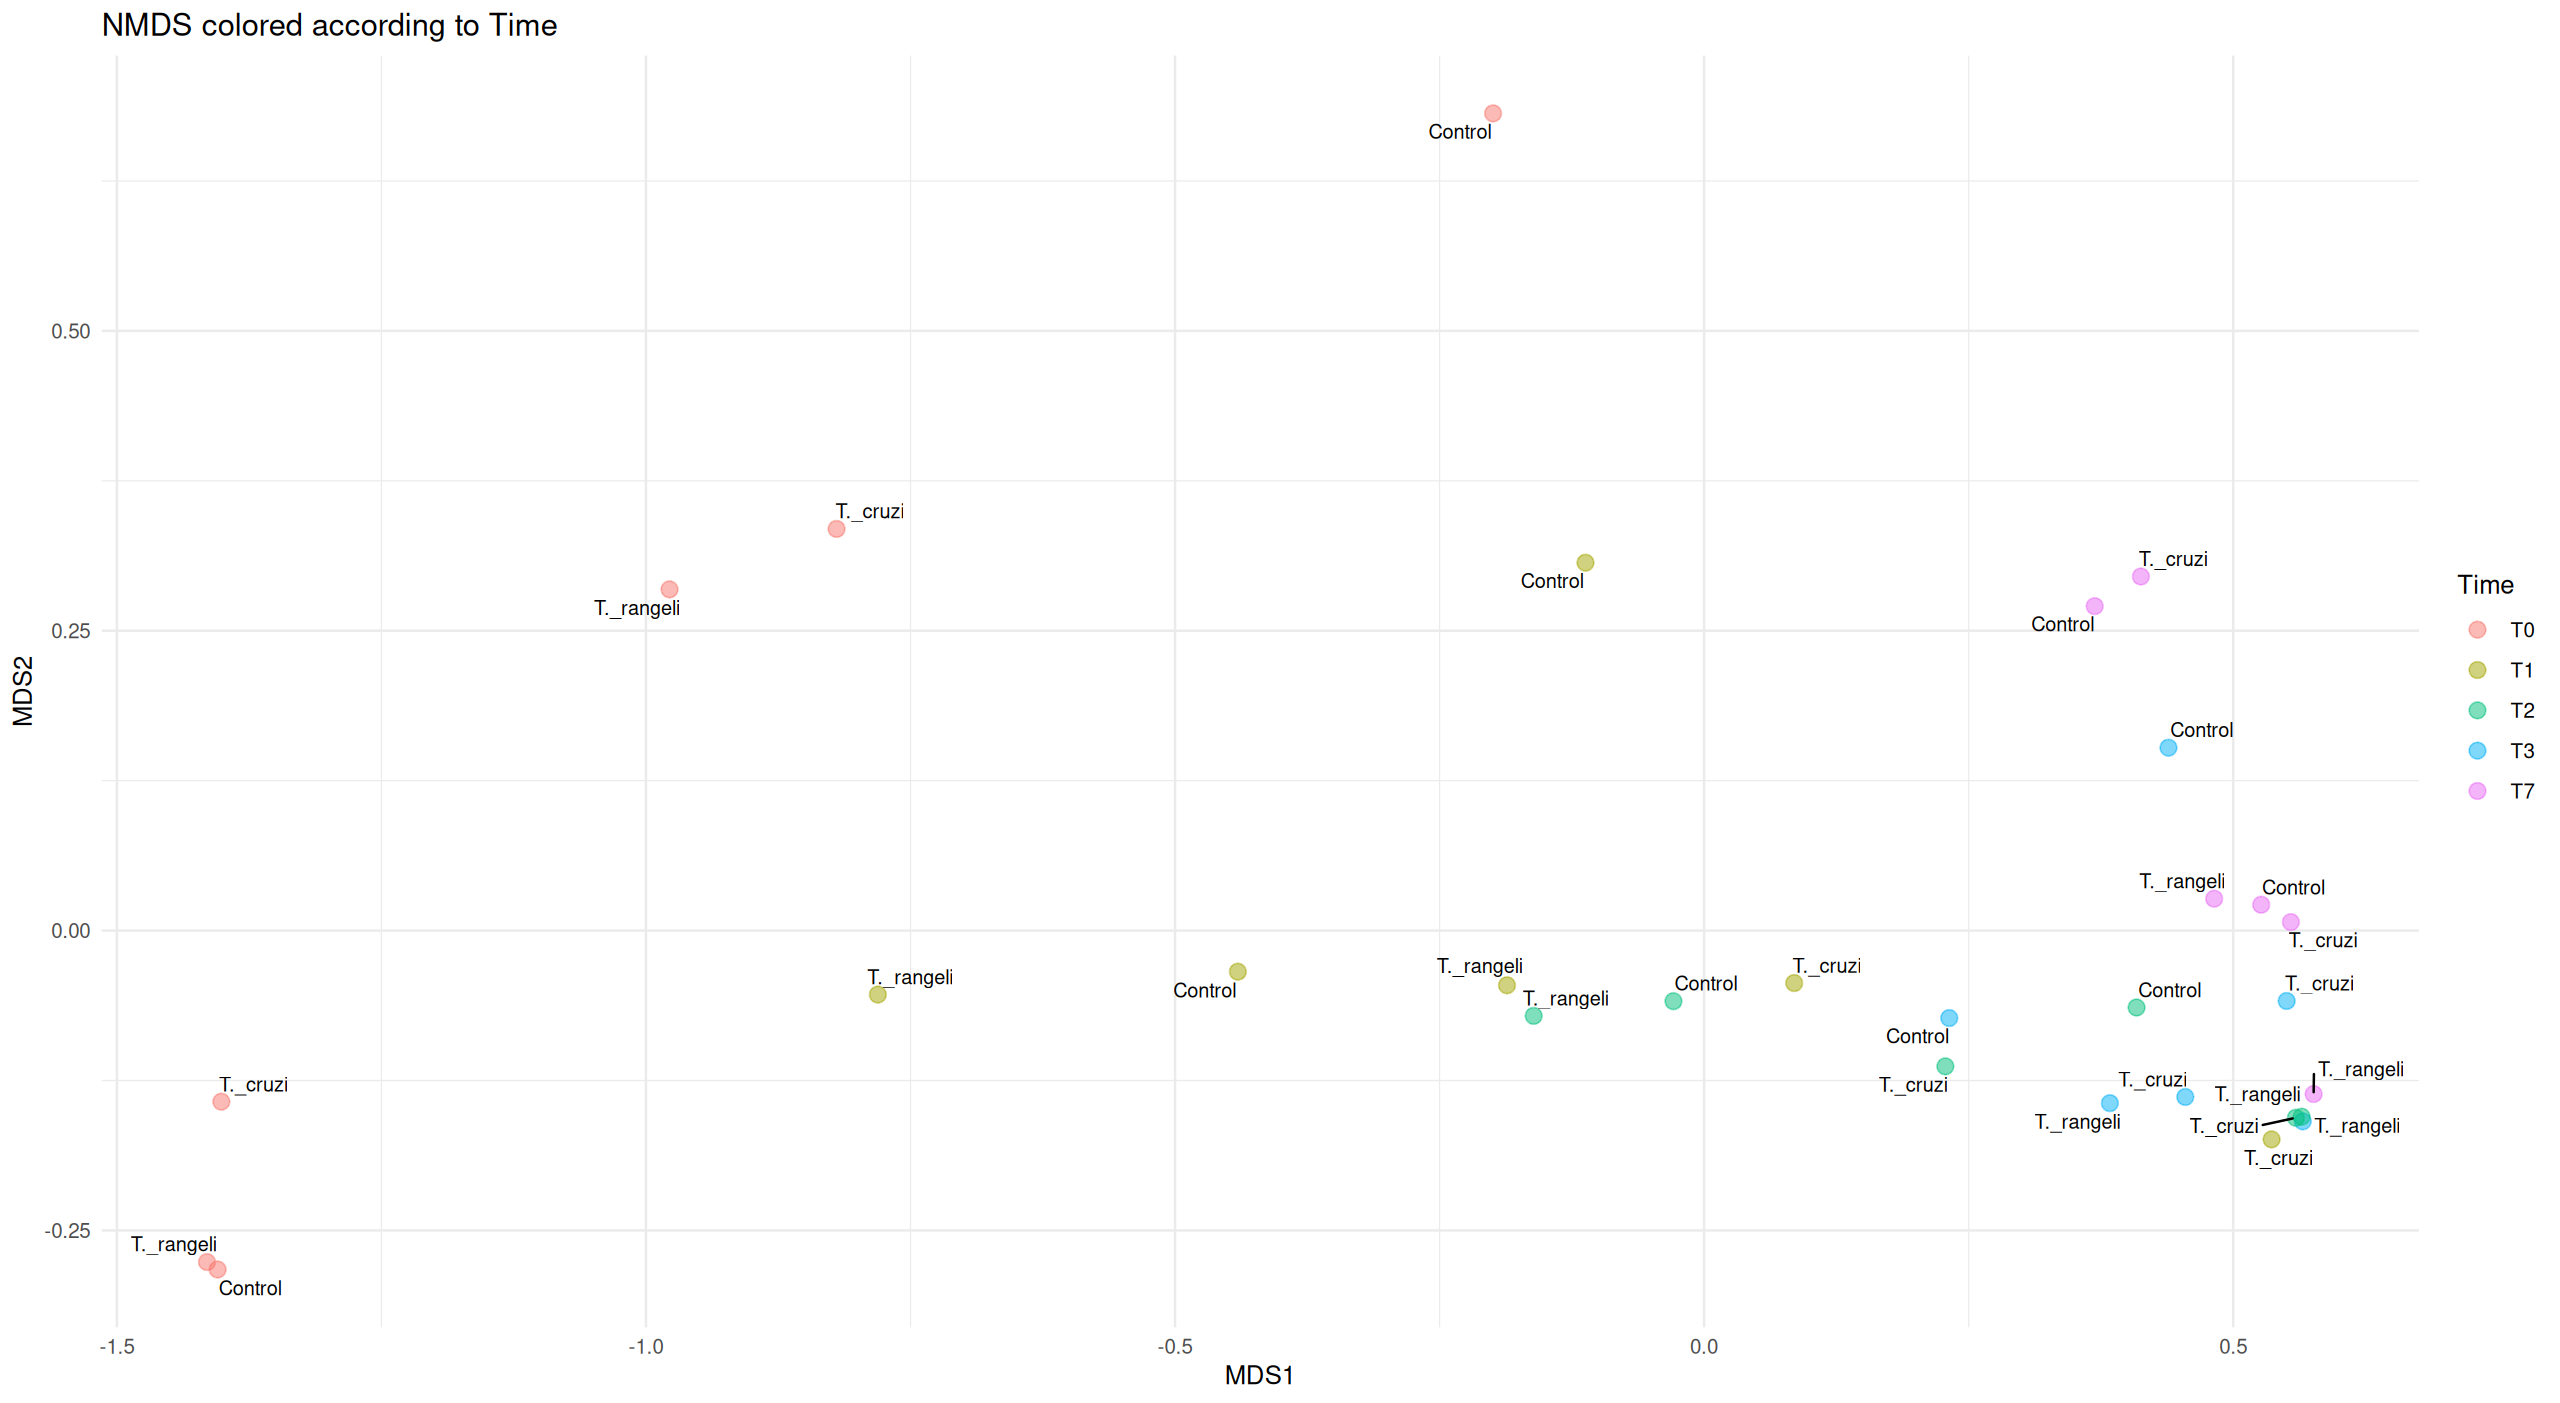 NMDS colored according to Time
Control
0.50
T._cruzi
T._cruzi
Control
T._rangeli
Control
0.25
Control
T._rangeli
Control
0.00
T._cruzi
T._rangeli
T._cruzi
T._rangeli
Control
Control
T._cruzi
Control
T._rangeli
Control
T._rangeli
T._cruzi
T._cruzi
T._cruzi
T._rangeli
T._rangeli
T._cruzi
T._rangeli
T._cruzi
-0.25
T._rangeli
Control
-1.5
-1.0
-0.5
0.0
0.5
MDS1
MDS2
Time
T0
T1
T2
T3
T7